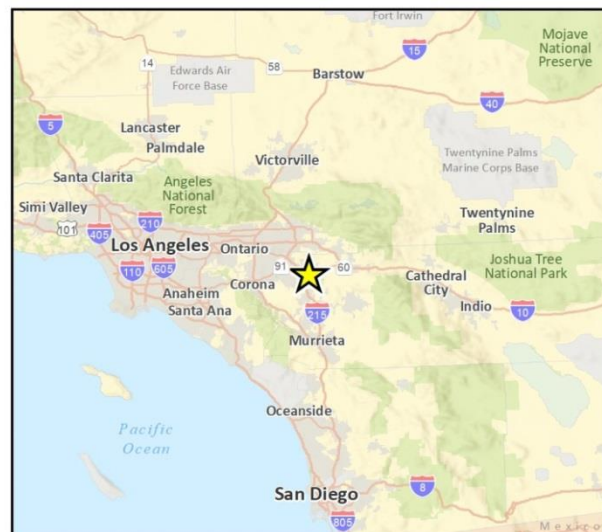 Fort Irwin
Mojave
National
Preserve
15
58
14
Edwards Air
Force Base
Barstow
40
5
Lancaster
Palmdale
Victorville
Twentynine Palms
Marine Corps Base
Santa Clarita
Angeles
National
Forest
Simi Valley
101
405
210
Los Angeles
Ontario
Twentynine
Palms
110
605
91
60
Joshua Tree
National Park
Corona
Cathedral
City
Anaheim
Santa Ana
215
Indio
10
Murrieta
Oceanside
Pacific
Ocean
San Diego
8
805
Mexico